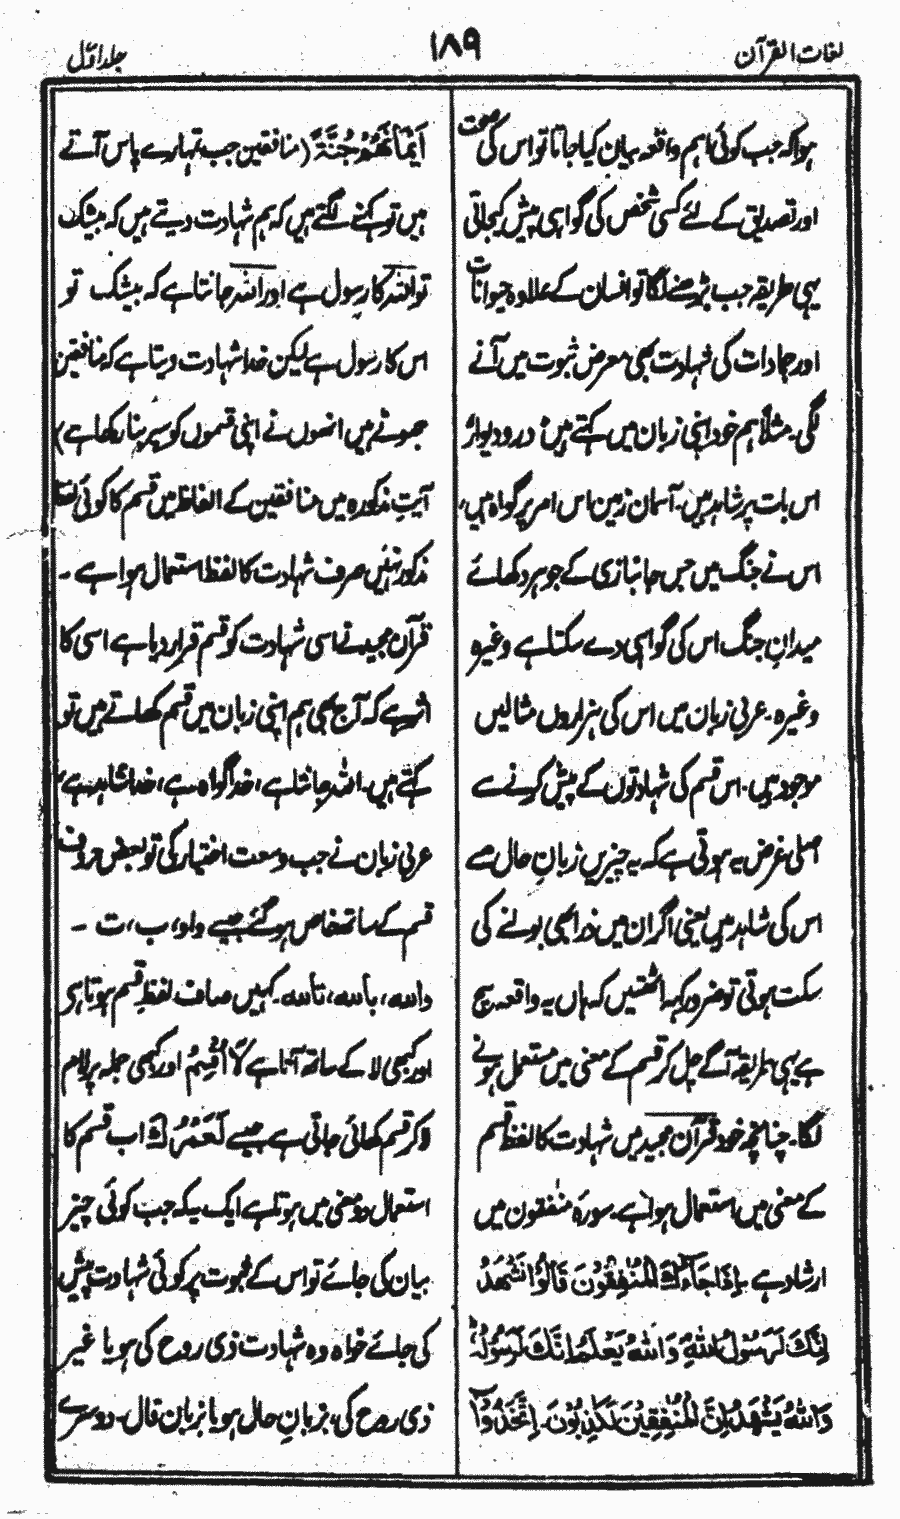 لغات القرآن
۱۸۹
جلد اوّل
ہوا کہ جب کوئی اہم واقعہ بیان کیا جاتا تو اس کی صحت
اور تصدیق کے لئے کسی شخص کی گواہی پیش کی جاتی
یہی طریقہ جب بڑھنے لگا تو انسان کے علاوہ حیوانات
اور جمادات کی شہادت بھی معرض ثبوت میں آنے
لگی۔ مثلاً ہم خود اپنی زبان میں کہتے ہیں: در و دیوار
اس بات پر شاہد ہیں۔ آسمان زمین اس امر پر گواہ ہیں،
اس نے جنگ میں جس جانبازی کے جوہر دکھائے
میدان جنگ اس کی گواہی دے سکتا ہے وغیرہ
وغیرہ۔ عربی زبان میں اس کی ہزاروں مثالیں
موجود ہیں۔ اس قسم کی شہادتوں کے پیش کرنے سے
اصلی غرض یہ ہوتی ہے کہ یہ چیزیں زبانِ حال سے
اس کی شاہد ہیں یعنی اگر ان میں ذرا بھی بولنے کی
سکت ہوتی تو ضرور کہہ اٹھتیں کہ ہاں یہ واقعہ سچ
ہے یہی طریقہ آگے چل کر قسم کے معنی میں مستعمل ہونے
لگا۔ چنانچہ خود قرآن مجید میں شہادت کا لفظ قسم
کے معنی میں استعمال ہوا ہے۔ سورہ منٰفقون میں
ارشاد ہے۔ اِذَا جَآءَکَ الْمُنٰفِقُوْنَ قَالُوْا نَشْهَدُ
اِنَّکَ لَرَسُوْلُ اللّٰهِ وَاللّٰهُ یَعْلَمُ اِنَّکَ لَرَسُوْلُهٗ
وَاللّٰهُ یَشْهَدُ اِنَّ الْمُنٰفِقِیْنَ لَکٰذِبُوْنَ۔ اِتَّخَذُوْآ
اَیْمَانَهُمْ جُنَّةً (منافقین جب تمہارے پاس آتے
ہیں تو کہنے لگتے ہیں کہ ہم شہادت دیتے ہیں کہ بیشک
تو اللہ کا رسول ہے اور اللہ جانتا ہے کہ بیشک تو
اس کا رسول ہے لیکن خدا شہادت دیتا ہے کہ منافقین
جھوٹے ہیں انھوں نے اپنی قسموں کو سپر بنا رکھا ہے)
آیتِ مذکورہ میں منافقین کے الفاظ میں قسم کا کوئی لفظ
مذکور نہیں صرف شہادت کا لفظ استعمال ہوا ہے۔
قرآن مجید نے اسی شہادت کو قسم قرار دیا ہے اسی کا
اثر ہے کہ آج بھی ہم اپنی زبان میں قسم کھاتے ہیں تو
کہتے ہیں۔ اللہ جانتا ہے، خدا گواہ ہے، خدا شاہد ہے،
عربی زبان نے جب وسعت اختیار کی تو بعض حروف
قسم کے ساتھ خاص ہو گئے جیسے واو، ب، ت ۔
واللہ، باللہ، تاللہ۔ کہیں صاف لفظِ قسم ہوتا ہی
اور کبھی لا کے ساتھ آتا ہے لَآ اُقْسِمُ اور کبھی جملہ پر لام
لا کر قسم کھائی جاتی ہے جیسے لَعَمْرُکَ اب قسم کا
استعمال دو معنی میں ہوتا ہے ایک یہ کہ جب کوئی چیز
بیان کی جائے تو اس کے ثبوت پر کوئی شہادت پیش
کی جائے خواہ وہ شہادت ذی روح کی ہو یا غیر
ذی روح کی، بزبانِ حال ہو یا بزبانِ قال۔ دوسرے